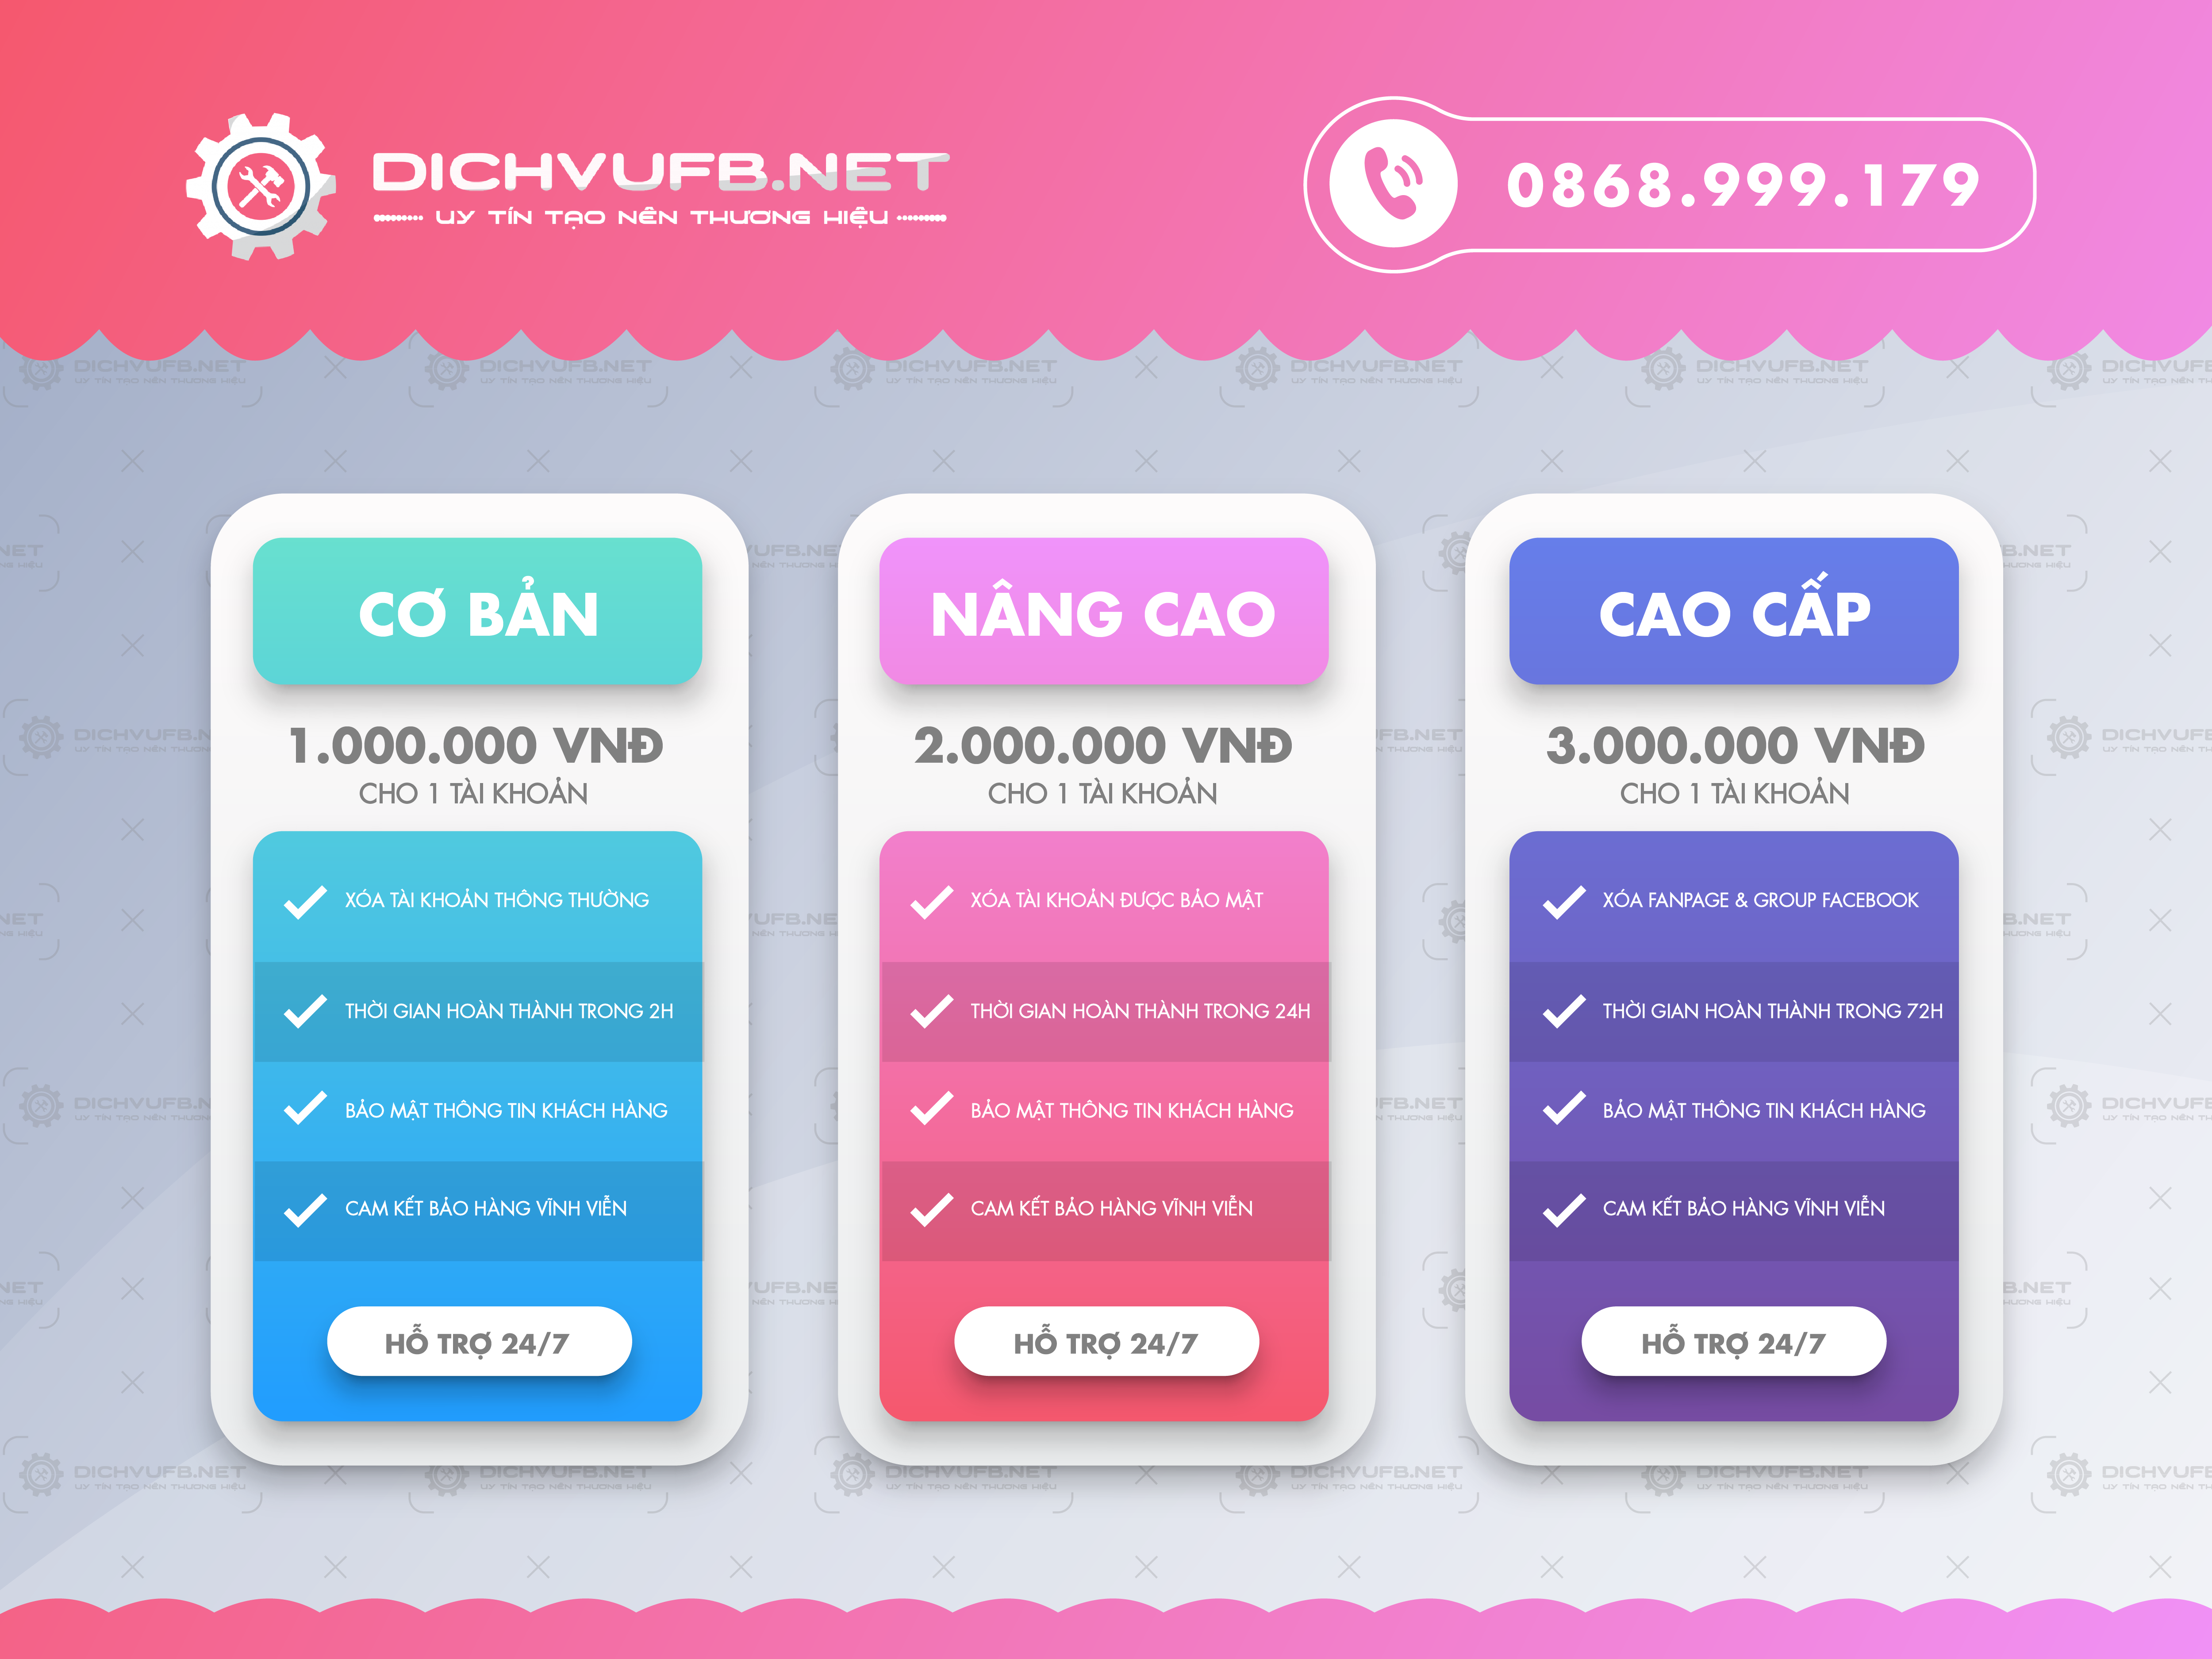 DICHVUFB.NET
UY TÍN TẠO NÊN THƯƠNG HIỆU
0868.999.179
CƠ BẢN
1.000.000 VNĐ
CHO 1 TÀI KHOẢN
XÓA TÀI KHOẢN THÔNG THƯỜNG
THỜI GIAN HOÀN THÀNH TRONG 2H
BẢO MẬT THÔNG TIN KHÁCH HÀNG
CAM KẾT BẢO HÀNG VĨNH VIỄN
HỖ TRỢ 24/7
NÂNG CAO
2.000.000 VNĐ
CHO 1 TÀI KHOẢN
XÓA TÀI KHOẢN ĐƯỢC BẢO MẬT
THỜI GIAN HOÀN THÀNH TRONG 24H
BẢO MẬT THÔNG TIN KHÁCH HÀNG
CAM KẾT BẢO HÀNG VĨNH VIỄN
HỖ TRỢ 24/7
CAO CẤP
3.000.000 VNĐ
CHO 1 TÀI KHOẢN
XÓA FANPAGE & GROUP FACEBOOK
THỜI GIAN HOÀN THÀNH TRONG 72H
BẢO MẬT THÔNG TIN KHÁCH HÀNG
CAM KẾT BẢO HÀNG VĨNH VIỄN
HỖ TRỢ 24/7